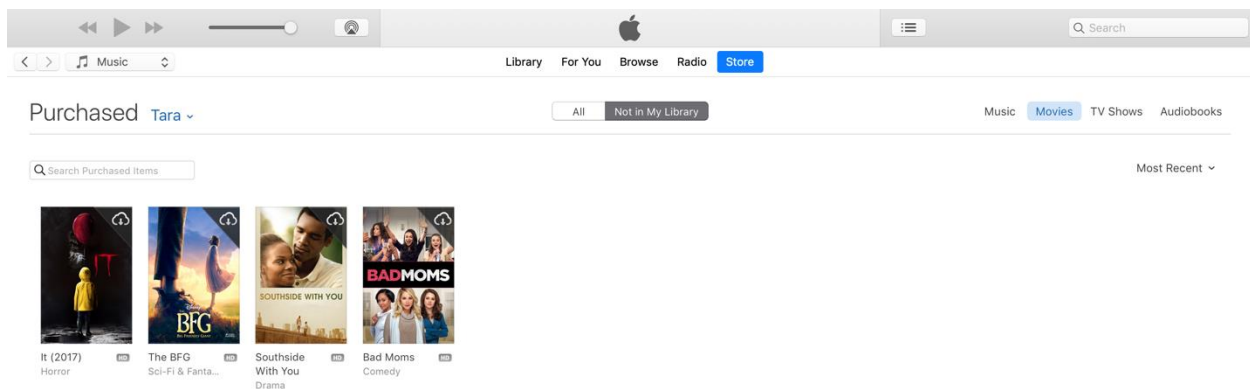 Search
Music
Library For You Browse Radio Store
Purchased Tara
All Not in My Library
Music Movies TV Shows Audiobooks
Search Purchased Items
Most Recent
IT
Disney
BFG
SOUTHSIDE WITH YOU
BADMOMS
It (2017) HD
Horror
The BFG HD
Sci-Fi & Fanta...
Southside HD
With You
Drama
Bad Moms HD
Comedy